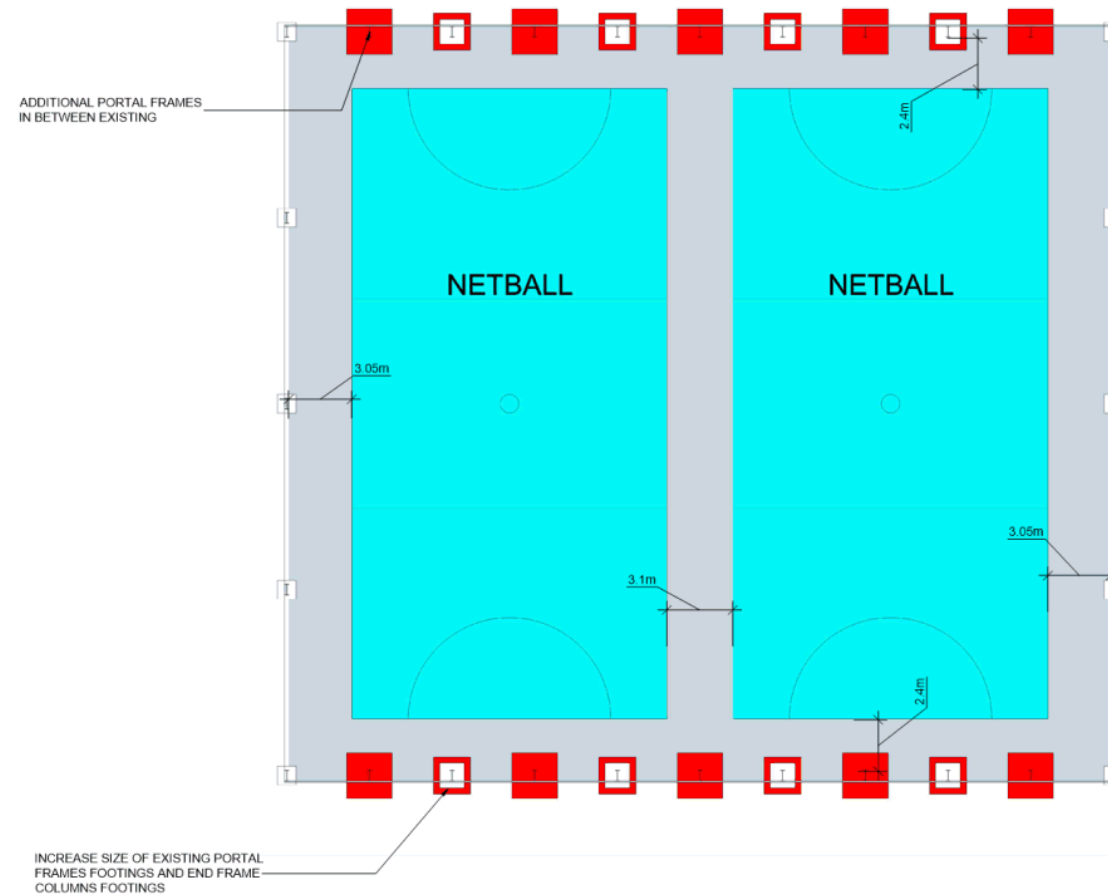 2.4m
ADDITIONAL PORTAL FRAMES
IN BETWEEN EXISTING
NETBALL
NETBALL
3.05m
3.05m
3.1m
2.4m
INCREASE SIZE OF EXISTING PORTAL
FRAMES FOOTINGS AND END FRAME
COLUMNS FOOTINGS